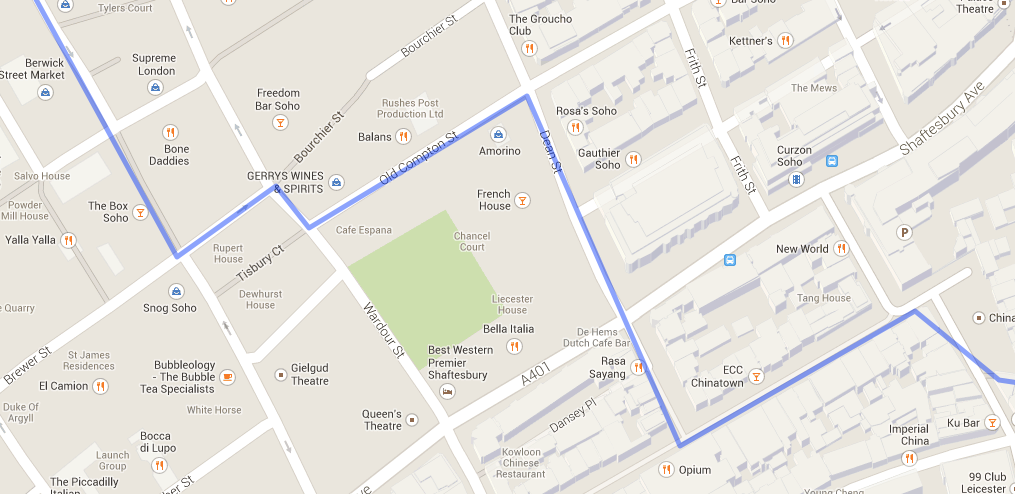 Tylers Court
Berwick
Street Market
Supreme
London
Bourchier St
The Groucho
Club
Bar Soho
Kettner's
Palace
Theatre
Frith St
The Mews
Shaftesbury Ave
Freedom
Bar Soho
Rushes Post
Production Ltd
Bone
Daddies
Bourchier St
Balans
Old Compton St
Amorino
Dean St
Rosa's Soho
Gauthier
Soho
Frith St
Curzon
Soho
Salvo House
GERRYS WINES
& SPIRITS
French
House
Powder
Mill House
The Box
Soho
Yalla Yalla
Rupert
House
Tisbury Ct
Cafe Espana
Chancel
Court
P
New World
Tang House
e Quarry
Snog Soho
Dewhurst
House
Wardour St
Liecester
House
Bella Italia
De Hems
Dutch Cafe Bar
China
Brewer St
St James
Residences
El Camion
Bubbleology
- The Bubble
Tea Specialists
Gielgud
Theatre
Best Western
Premier
Shaftesbury
A401
Rasa
Sayang
ECC
Chinatown
Duke Of
Argyll
White Horse
Queen's
Theatre
Dansey Pl
Imperial
China
Ku Bar
Bocca
di Lupo
Launch
Group
Kowloon
Chinese
Restaurant
Opium
The Piccadilly
Italian
er St
ve
Young Cheng
99 Club
Leicester